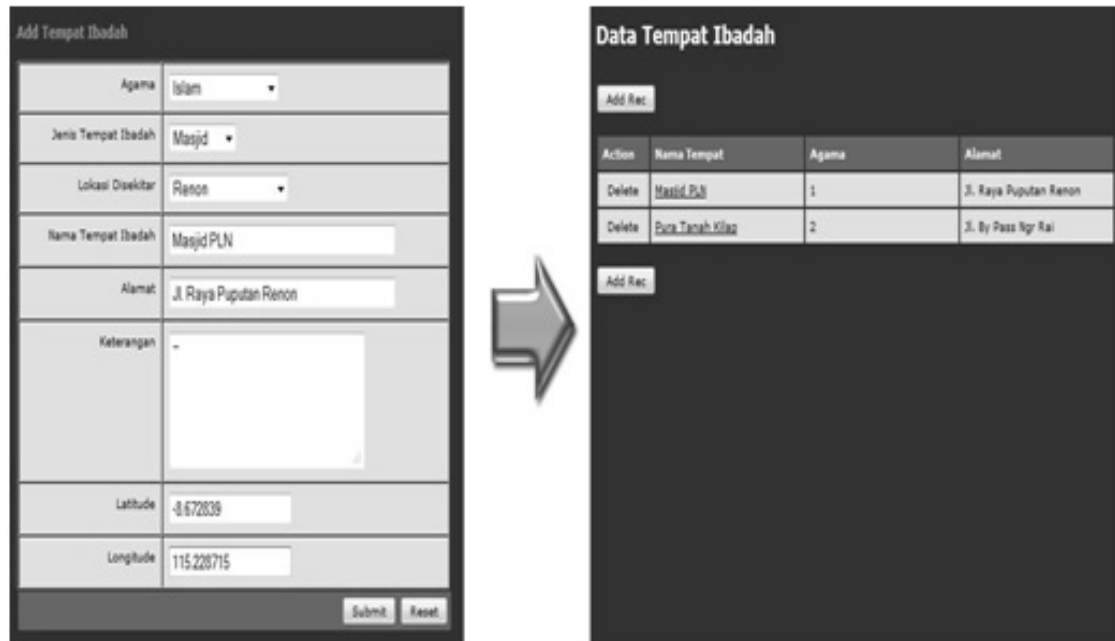 Add Tempat Ibadah
Agama Islam
Jenis Tempat Ibadah Masjid
Lokasi Disekitar Renon
Nama Tempat Ibadah Masjid PLN
Alamat Jl. Raya Puputan Renon
Keterangan -
Latitude -8.672839
Longitude 115.228715
Submit Reset
Data Tempat Ibadah
Add Rec
Action Nama Tempat Agama Alamat
Delete Masjid PLN 1 Jl. Raya Puputan Renon
Delete Pura Tanah Kilap 2 Jl. By Pass Ngr Rai
Add Rec